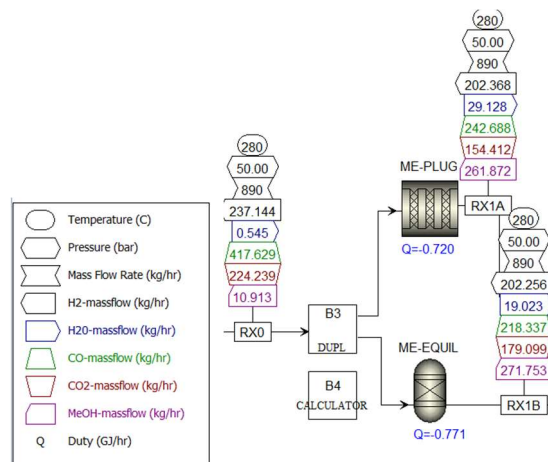 280
50.00
890
202.368
29.128
242.688
154.412
261.872
ME-PLUG
RX1A
Q=-0.720
280
50.00
890
237.144
0.545
417.629
224.239
10.913
RX0
280
50.00
890
202.256
19.023
218.337
179.099
271.753
RX1B
B3
DUPL
B4
CALCULATOR
ME-EQUIL
Q=-0.771
Temperature (C)
Pressure (bar)
Mass Flow Rate (kg/hr)
H2-massflow (kg/hr)
H20-massflow (kg/hr)
CO-massflow (kg/hr)
CO2-massflow (kg/hr)
MeOH-massflow (kg/hr)
Q Duty (GJ/hr)